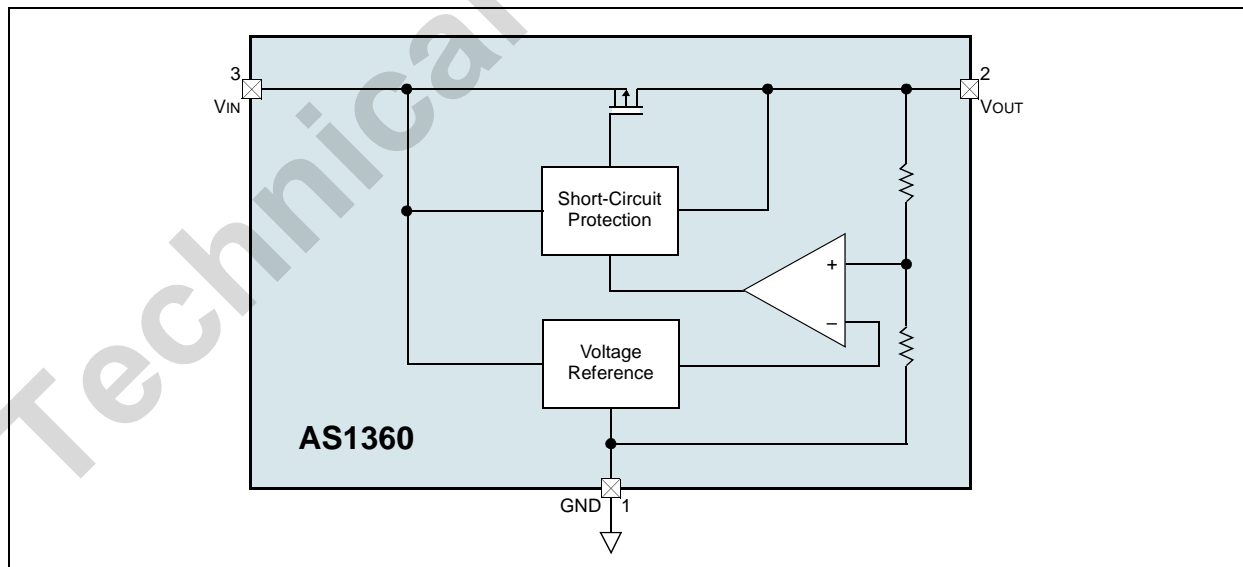 Technical
3
VIN
2
VOUT
Short-Circuit
Protection
+
–
Voltage
Reference
AS1360
GND 1